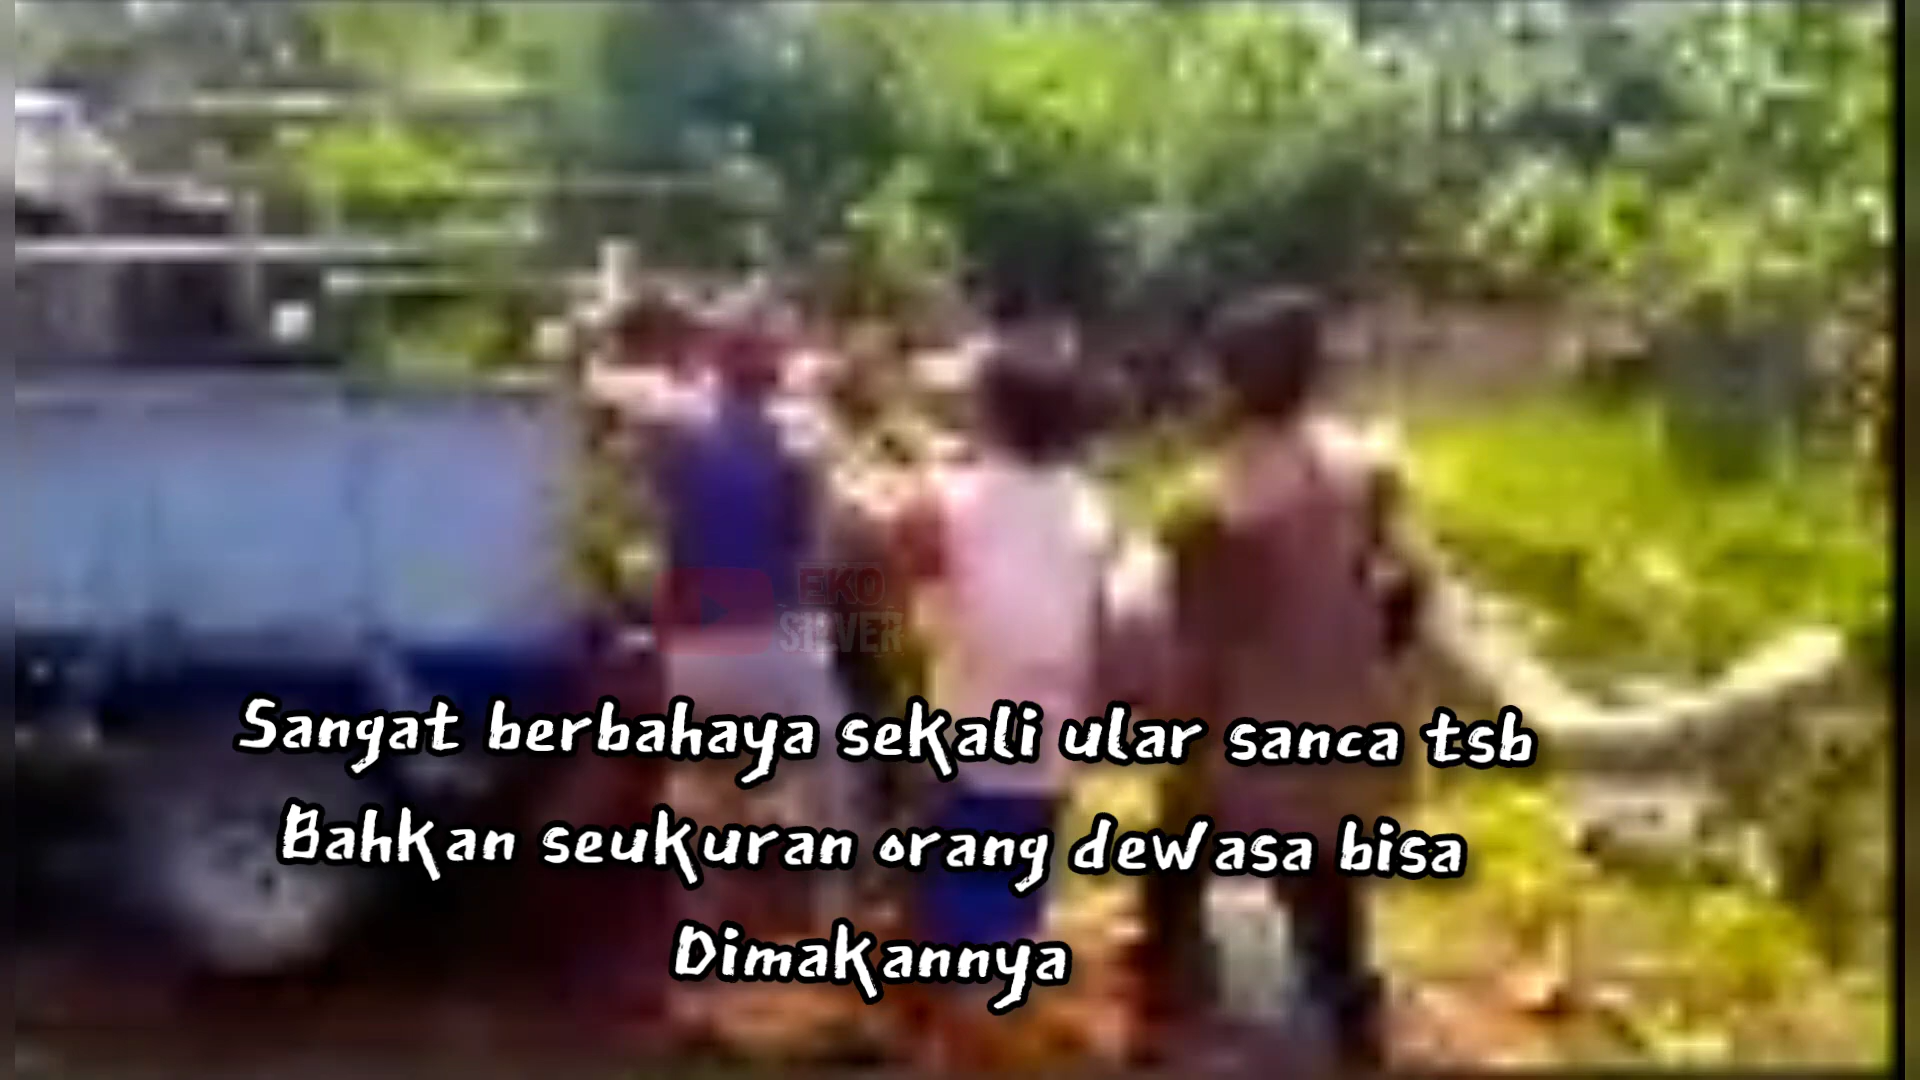 EKO
SILVER
Sangat berbahaya sekali ular sanca tsb
Bahkan seukuran orang dewasa bisa
Dimakannya